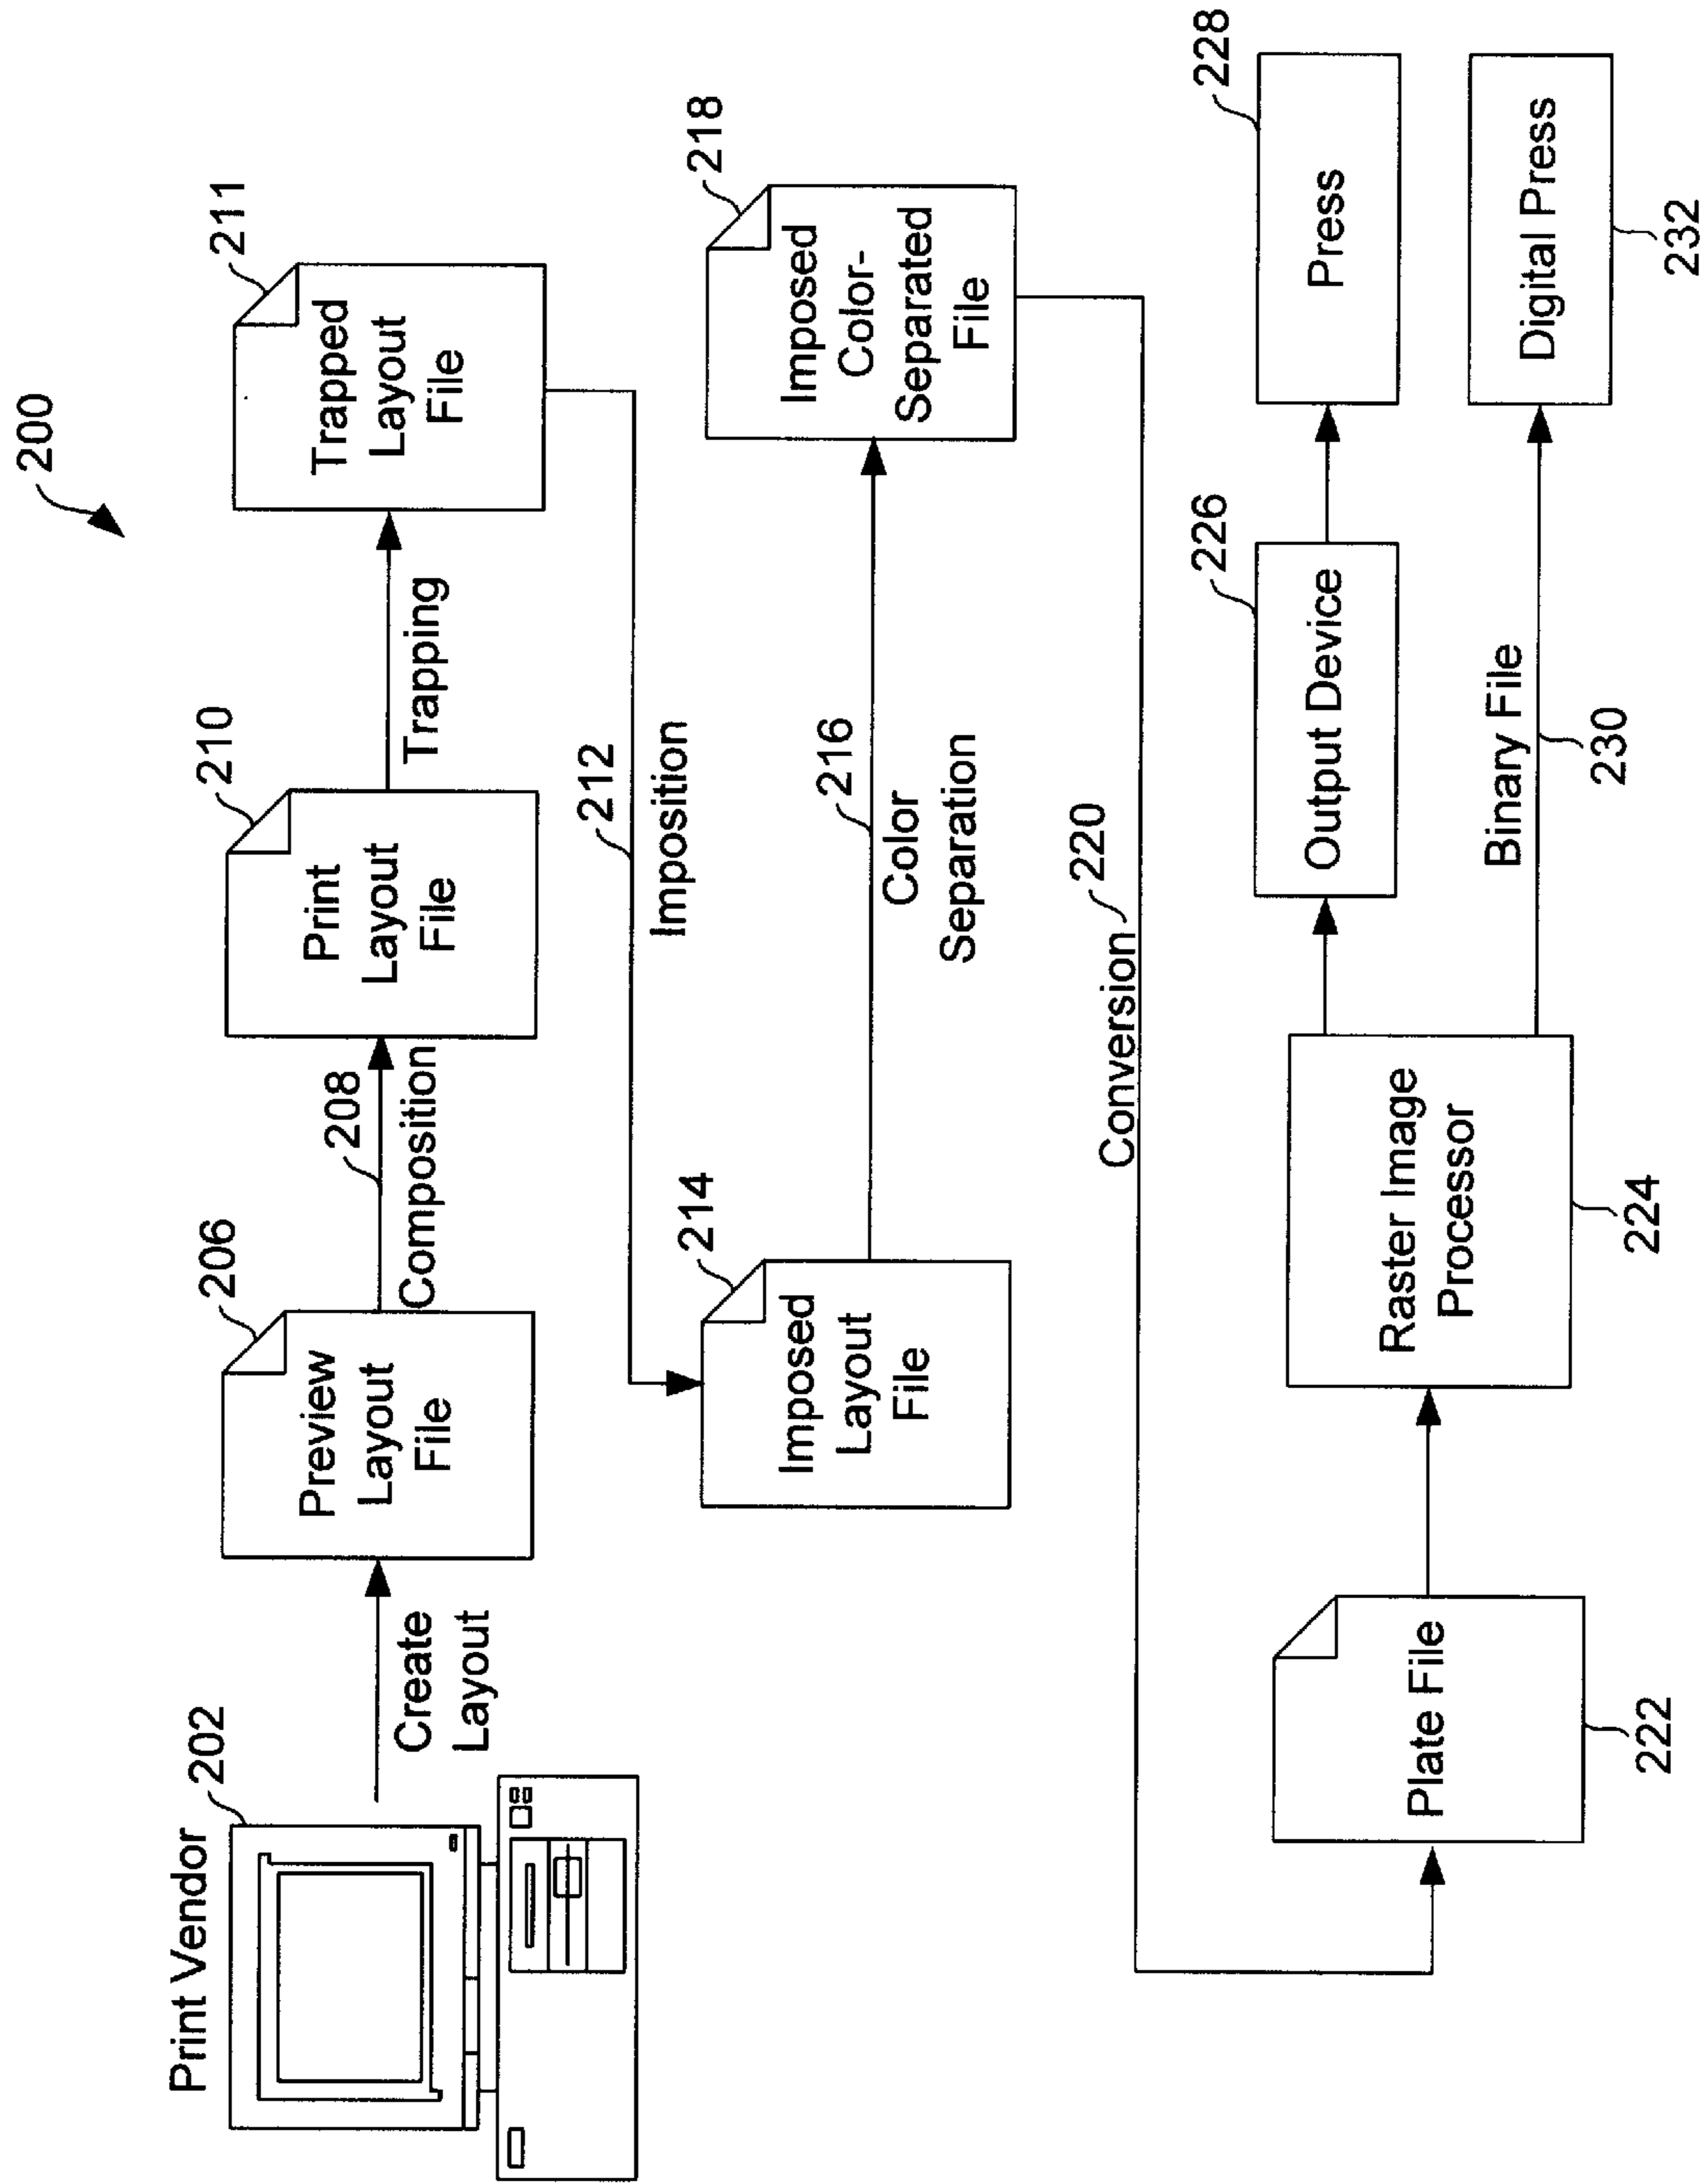 200
Print Vendor
202
Create
Layout
206
Preview
Layout
File
208
Composition
210
Print
Layout
File
Trapping
211
Trapped
Layout
File
212
Imposition
214
Imposed
Layout
File
216
Color
Separation
218
Imposed
Color-
Separated
File
220
Conversion
Plate File
222
Raster Image
Processor
224
226
Output Device
228
Press
Binary File
230
Digital Press
232